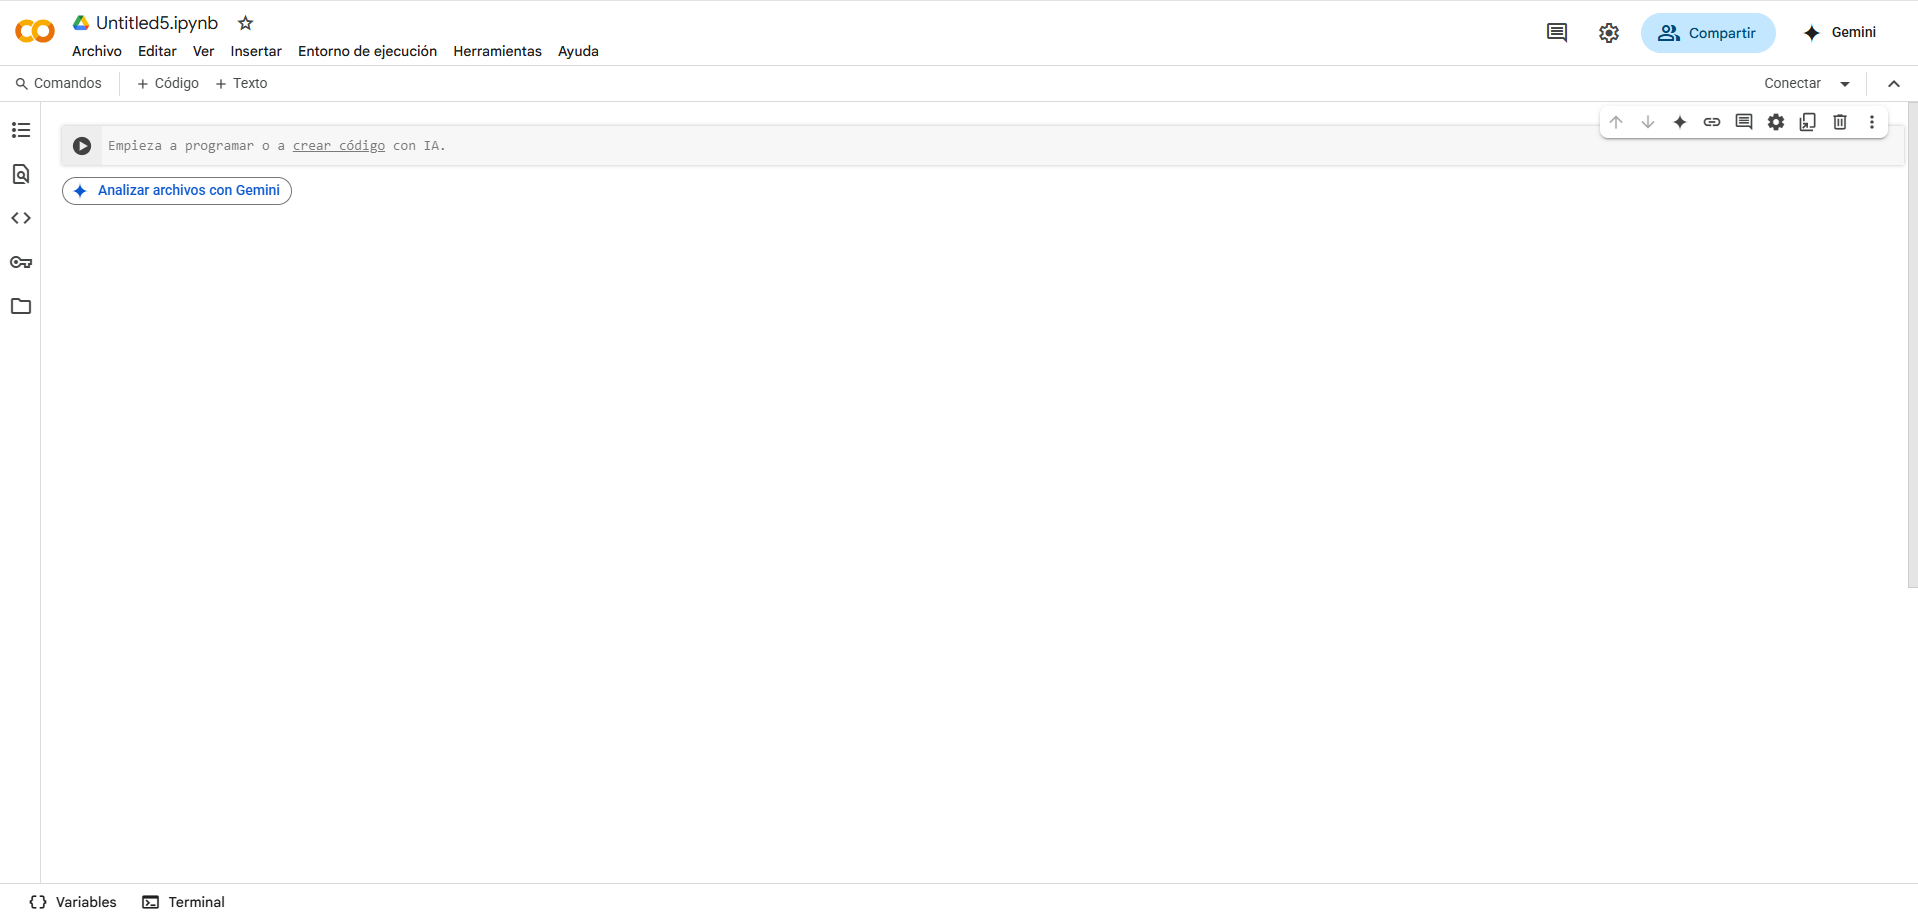 Untitled5.ipynb
Archivo Editar Ver Insertar Entorno de ejecución Herramientas Ayuda
Compartir
Gemini
Comandos + Código + Texto
Conectar
Empieza a programar o a crear código con IA.
Analizar archivos con Gemini
Variables Terminal